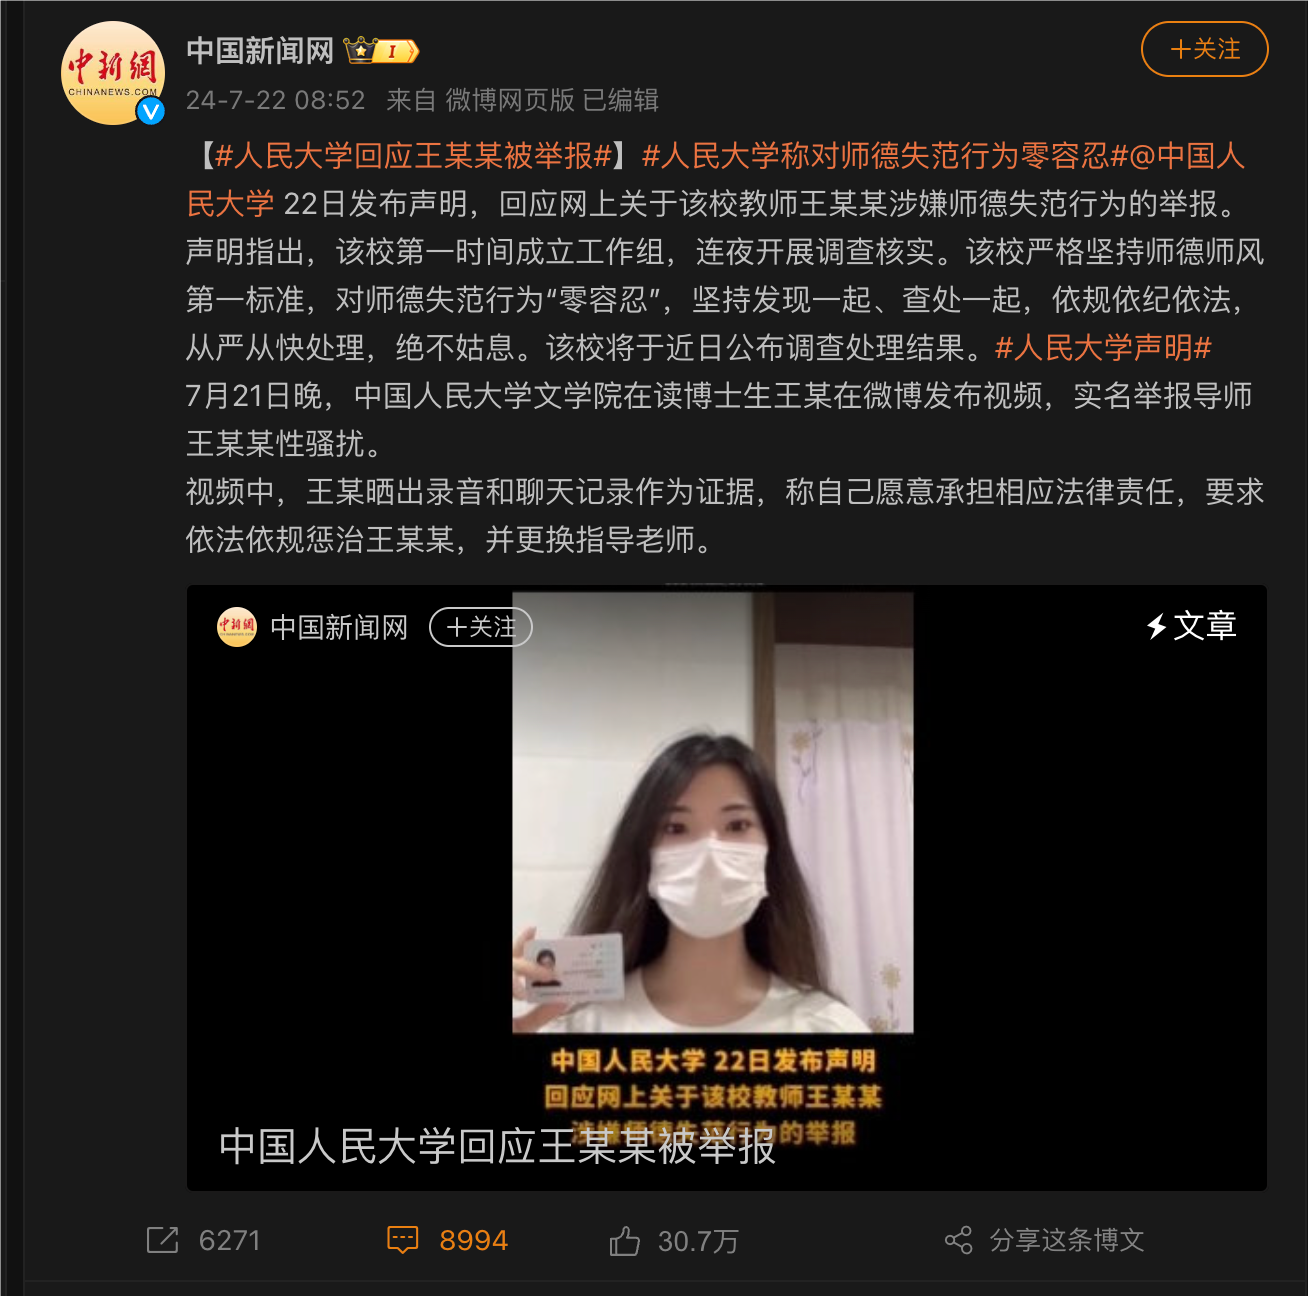 中新網
CHINANEWS.COM
中国新闻网
I
+关注
24-7-22 08:52 来自 微博网页版 已编辑
【#人民大学回应王某某被举报#】#人民大学称对师德失范行为零容忍#@中国人
民大学 22日发布声明，回应网上关于该校教师王某某涉嫌师德失范行为的举报。
声明指出，该校第一时间成立工作组，连夜开展调查核实。该校严格坚持师德师风
第一标准，对师德失范行为“零容忍”，坚持发现一起、查处一起，依规依纪依法，
从严从快处理，绝不姑息。该校将于近日公布调查处理结果。#人民大学声明#
7月21日晚，中国人民大学文学院在读博士生王某在微博发布视频，实名举报导师
王某某性骚扰。
视频中，王某晒出录音和聊天记录作为证据，称自己愿意承担相应法律责任，要求
依法依规惩治王某某，并更换指导老师。
中新網
中国新闻网
+关注
文章
中国人民大学 22日发布声明
回应网上关于该校教师王某某
涉嫌师德失范行为的举报
中国人民大学回应王某某被举报
6271
8994
30.7万
分享这条博文